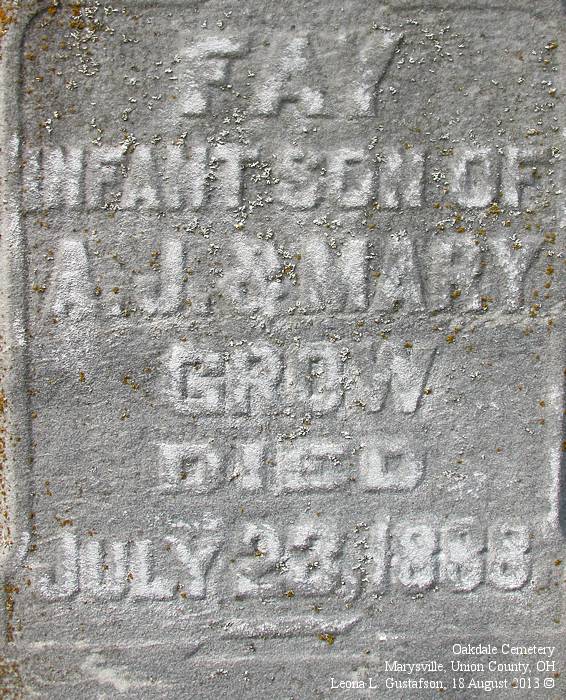 FAY
INFANT SON OF
A. J. & MARY
GROW
DIED
JULY 23, 1888
Oakdale Cemetery
Marysville, Union County, OH
Leona L. Gustafson, 18 August 2013 ©